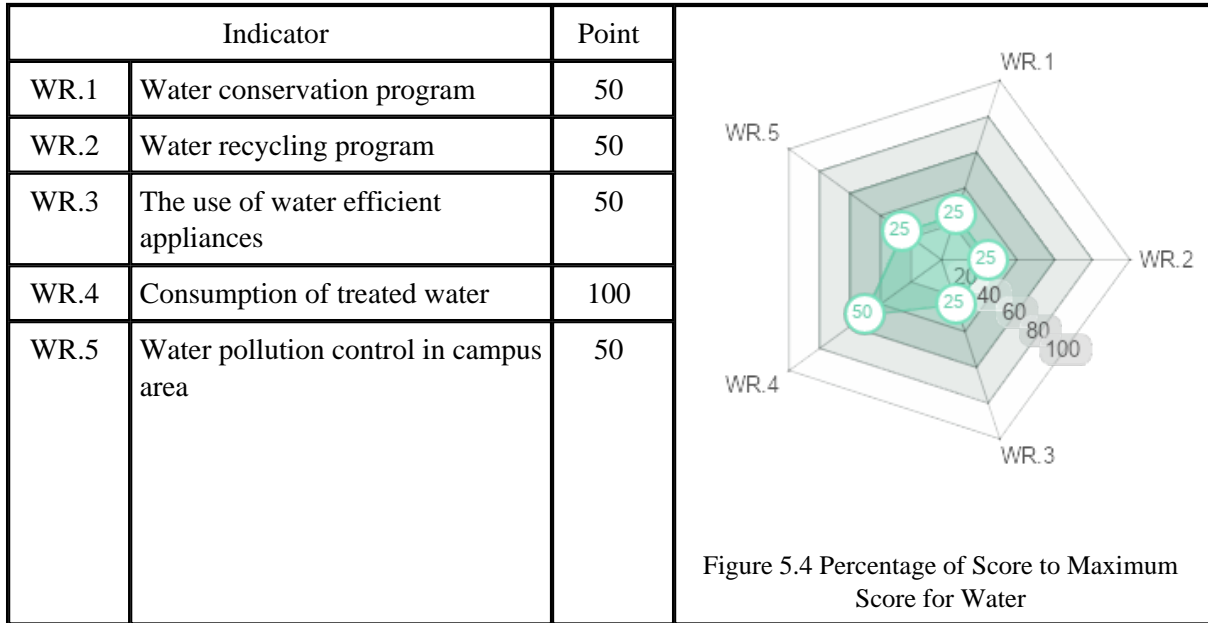 Indicator Point
WR.1 Water conservation program 50
WR.2 Water recycling program 50
WR.3 The use of water efficient 50
appliances
WR.4 Consumption of treated water 100
WR.5 Water pollution control in campus 50
area
WR.1
WR.5
25
25
25
WR.2
20
25
40
50
60
80
100
WR.4
WR.3
Figure 5.4 Percentage of Score to Maximum
Score for Water